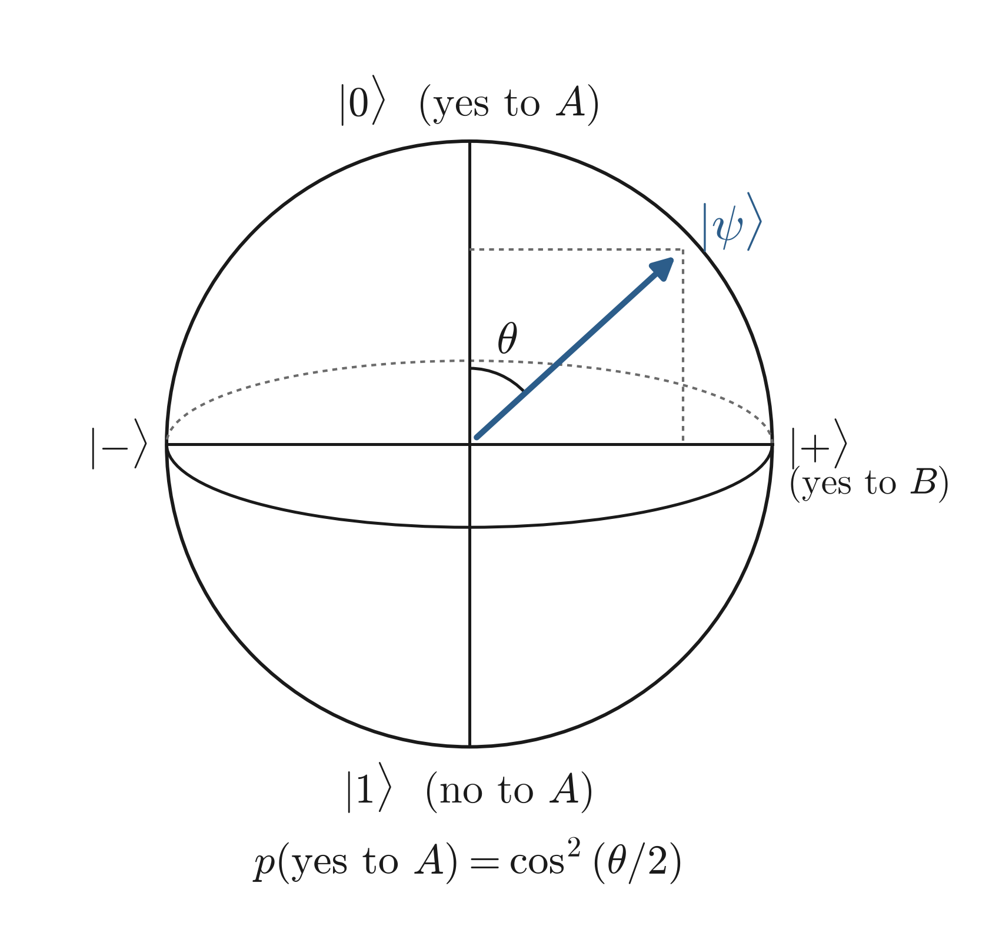 |0⟩ (yes to A)
|ψ⟩
θ
|−⟩
|+⟩
(yes to B)
|1⟩ (no to A)
p(yes to A) = cos² (θ/2)